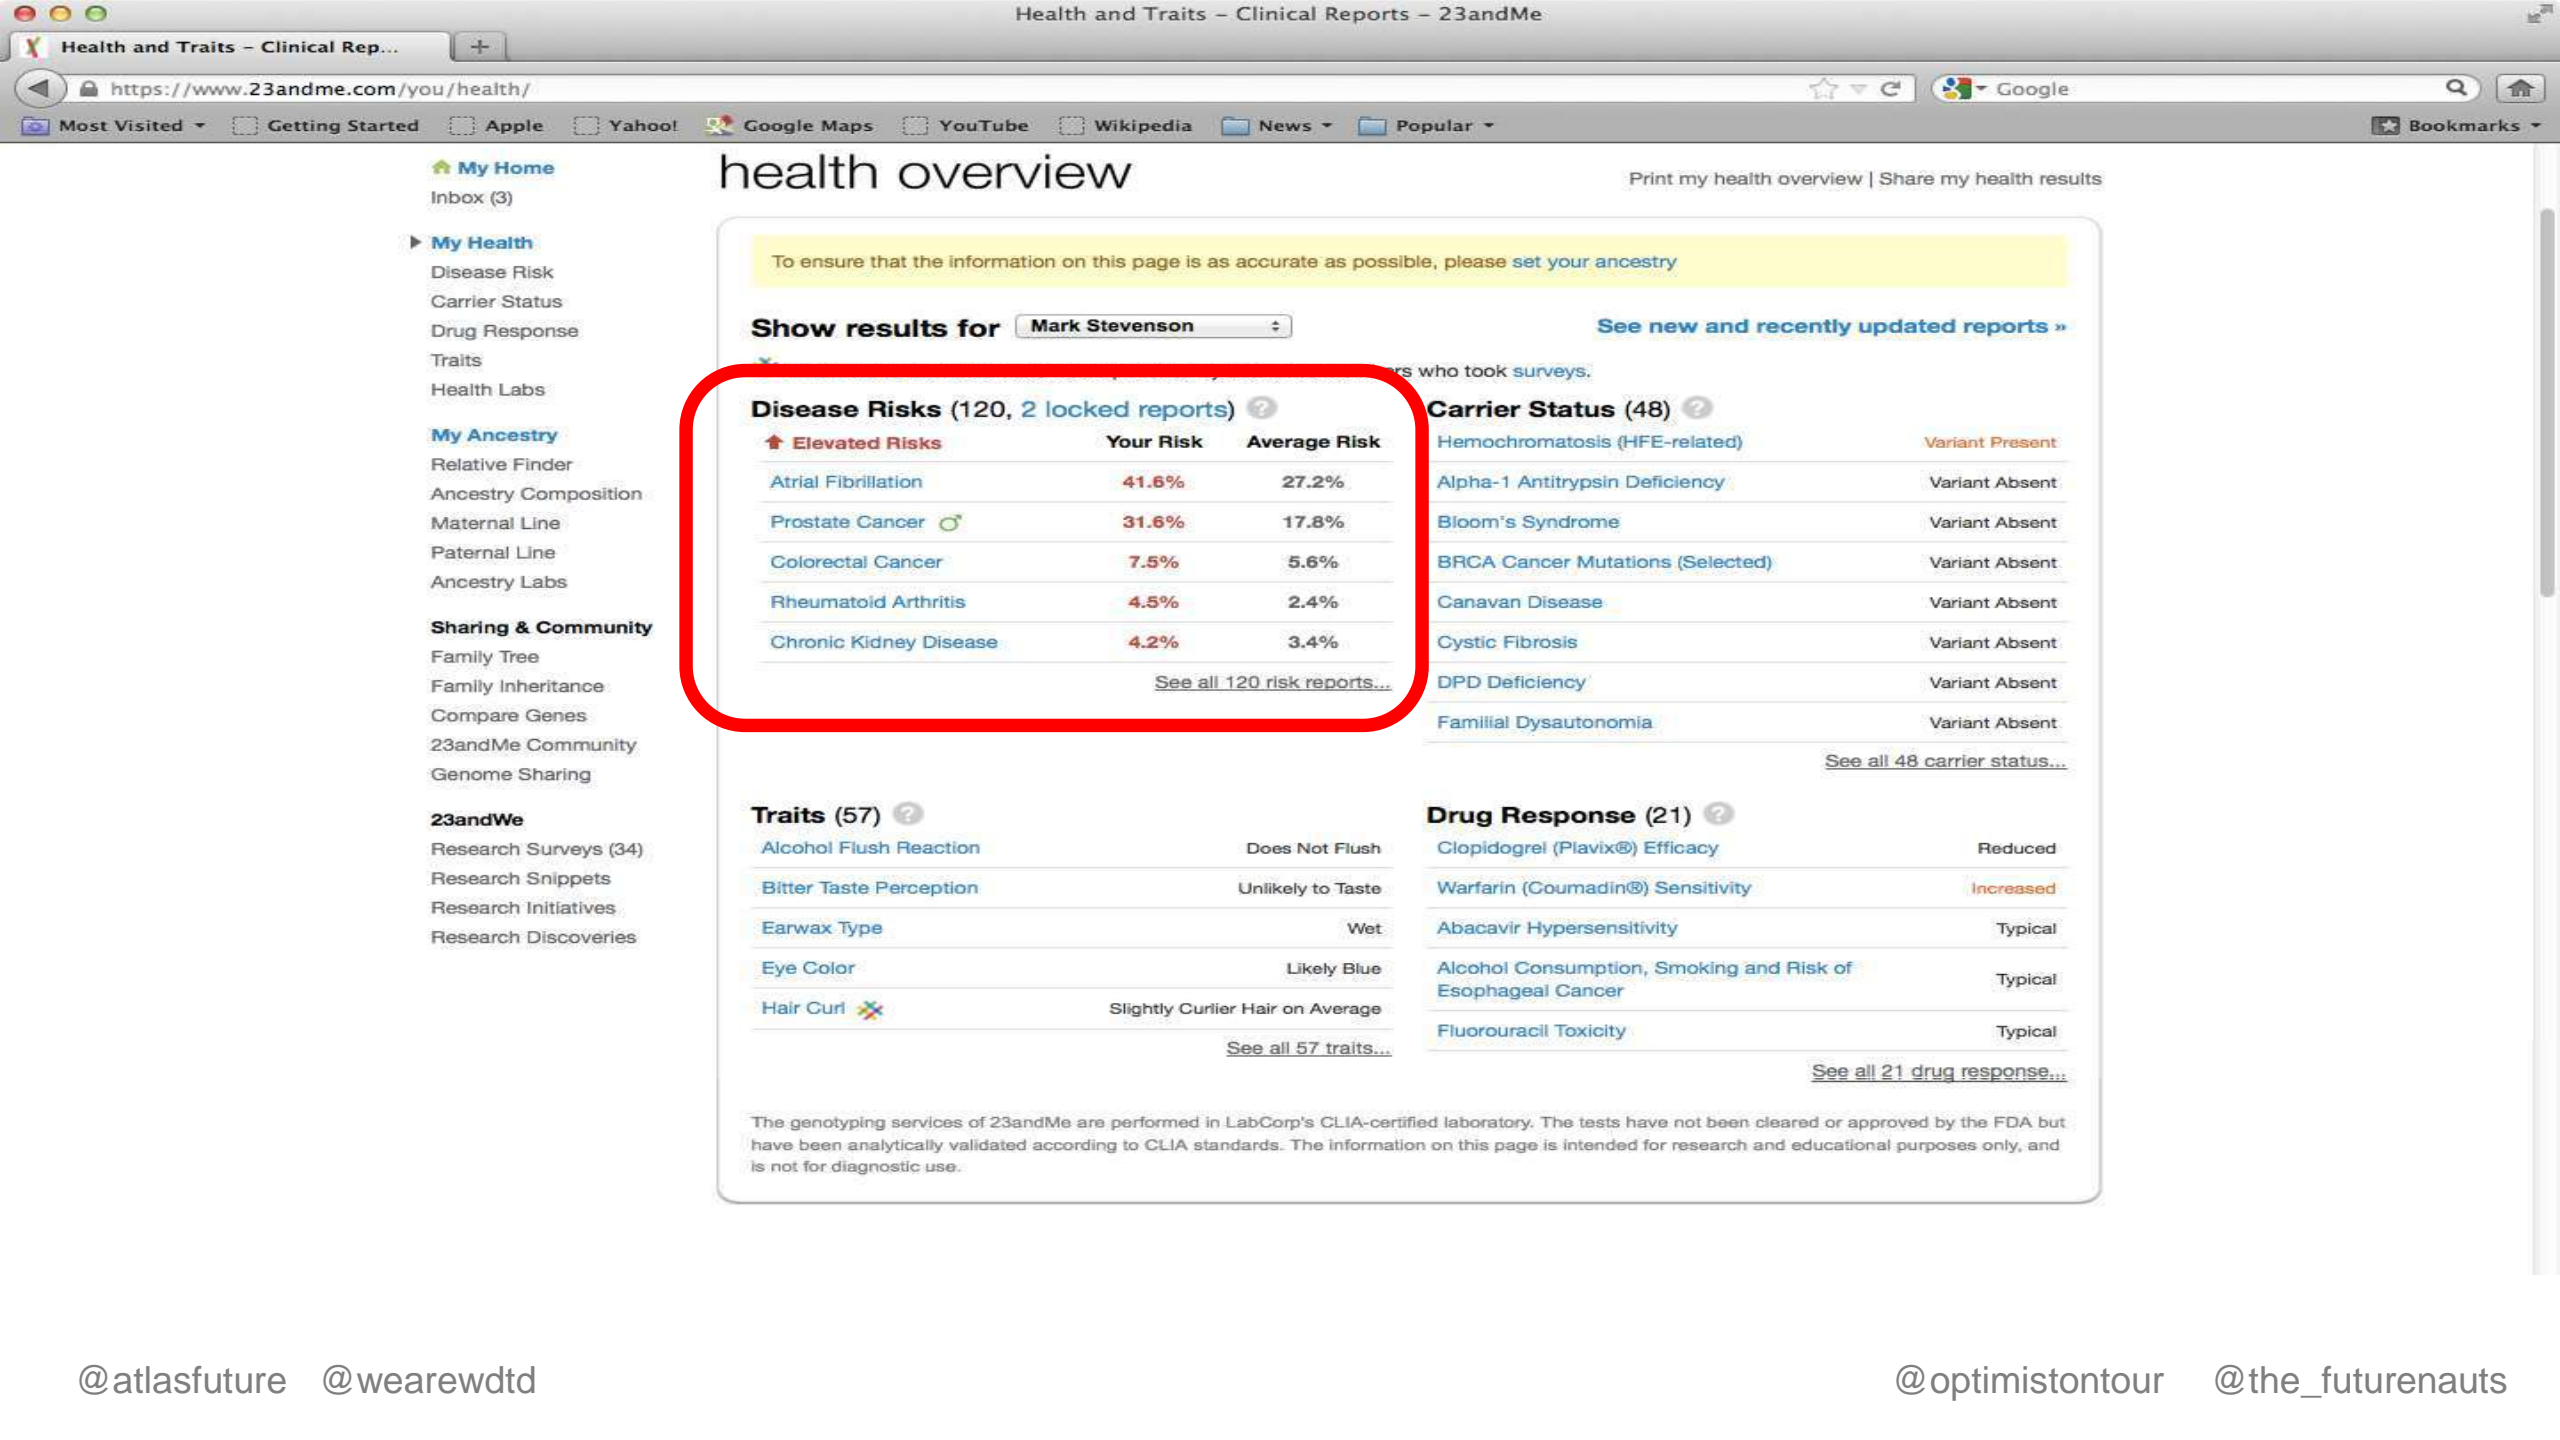 Health and Traits – Clinical Reports – 23andMe
Health and Traits – Clinical Rep...
https://www.23andme.com/you/health/
Google
Most Visited Getting Started Apple Yahoo! Google Maps YouTube Wikipedia News Popular Bookmarks
My Home
Inbox (3)
My Health
Disease Risk
Carrier Status
Drug Response
Traits
Health Labs
My Ancestry
Relative Finder
Ancestry Composition
Maternal Line
Paternal Line
Ancestry Labs
Sharing & Community
Family Tree
Family Inheritance
Compare Genes
23andMe Community
Genome Sharing
23andWe
Research Surveys (34)
Research Snippets
Research Initiatives
Research Discoveries
health overview
Print my health overview | Share my health results
To ensure that the information on this page is as accurate as possible, please set your ancestry
Show results for Mark Stevenson
See new and recently updated reports »
who took surveys.
Disease Risks (120, 2 locked reports) ?
Elevated Risks Your Risk Average Risk
Atrial Fibrillation 41.6% 27.2%
Prostate Cancer 31.6% 17.8%
Colorectal Cancer 7.5% 5.6%
Rheumatoid Arthritis 4.5% 2.4%
Chronic Kidney Disease 4.2% 3.4%
See all 120 risk reports...
Carrier Status (48) ?
Hemochromatosis (HFE-related) Variant Present
Alpha-1 Antitrypsin Deficiency Variant Absent
Bloom's Syndrome Variant Absent
BRCA Cancer Mutations (Selected) Variant Absent
Canavan Disease Variant Absent
Cystic Fibrosis Variant Absent
DPD Deficiency Variant Absent
Familial Dysautonomia Variant Absent
See all 48 carrier status...
Traits (57) ?
Alcohol Flush Reaction Does Not Flush
Bitter Taste Perception Unlikely to Taste
Earwax Type Wet
Eye Color Likely Blue
Hair Curl Slightly Curlier Hair on Average
See all 57 traits...
Drug Response (21) ?
Clopidogrel (Plavix®) Efficacy Reduced
Warfarin (Coumadin®) Sensitivity Increased
Abacavir Hypersensitivity Typical
Alcohol Consumption, Smoking and Risk of
Esophageal Cancer Typical
Fluorouracil Toxicity Typical
See all 21 drug response...
The genotyping services of 23andMe are performed in LabCorp's CLIA-certified laboratory. The tests have not been cleared or approved by the FDA but
have been analytically validated according to CLIA standards. The information on this page is intended for research and educational purposes only, and
is not for diagnostic use.
@atlasfuture @wearewdtd
@optimistontour @the_futurenauts